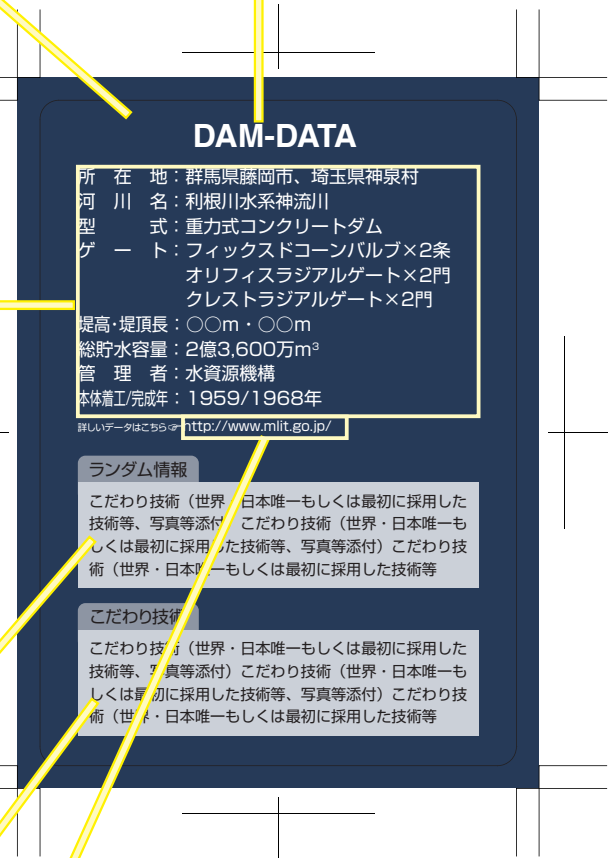 DAM-DATA
所 在 地：群馬県藤岡市、埼玉県神泉村
河 川 名：利根川水系神流川
型 式：重力式コンクリートダム
ゲ ー ト：フィックスドコーンバルブ×2条
オリフィスラジアルゲート×2門
クレストラジアルゲート×2門
堤高・堤頂長：○○m・○○m
総貯水容量：2億3,600万m³
管 理 者：水資源機構
本体着工/完成年：1959/1968年
詳しいデータはこちら☞http://www.mlit.go.jp/
ランダム情報
こだわり技術（世界・日本唯一もしくは最初に採用した
技術等、写真等添付）こだわり技術（世界・日本唯一も
しくは最初に採用した技術等、写真等添付）こだわり技
術（世界・日本唯一もしくは最初に採用した技術等
こだわり技術
こだわり技術（世界・日本唯一もしくは最初に採用した
技術等、写真等添付）こだわり技術（世界・日本唯一も
しくは最初に採用した技術等、写真等添付）こだわり技
術（世界・日本唯一もしくは最初に採用した技術等